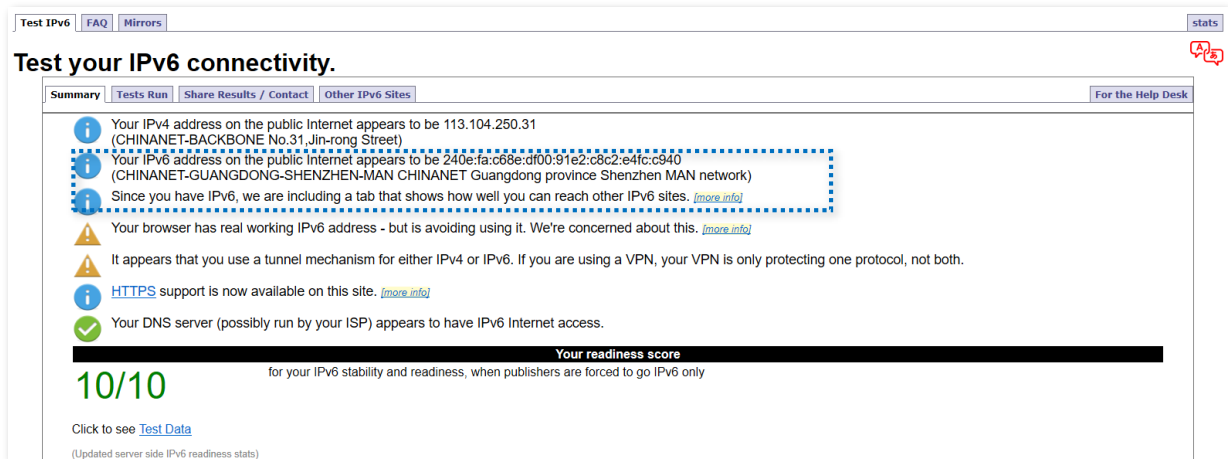 Test IPv6 FAQ Mirrors stats
Test your IPv6 connectivity.
Summary Tests Run Share Results / Contact Other IPv6 Sites For the Help Desk
Your IPv4 address on the public Internet appears to be 113.104.250.31
(CHINANET-BACKBONE No.31,Jin-rong Street)
Your IPv6 address on the public Internet appears to be 240e:fa:c68e:df00:91e2:c8c2:e4fc:c940
(CHINANET-GUANGDONG-SHENZHEN-MAN CHINANET Guangdong province Shenzhen MAN network)
Since you have IPv6, we are including a tab that shows how well you can reach other IPv6 sites. [more info]
Your browser has real working IPv6 address - but is avoiding using it. We're concerned about this. [more info]
It appears that you use a tunnel mechanism for either IPv4 or IPv6. If you are using a VPN, your VPN is only protecting one protocol, not both.
HTTPS support is now available on this site. [more info]
Your DNS server (possibly run by your ISP) appears to have IPv6 Internet access.
Your readiness score
10/10 for your IPv6 stability and readiness, when publishers are forced to go IPv6 only
Click to see Test Data
(Updated server side IPv6 readiness stats)